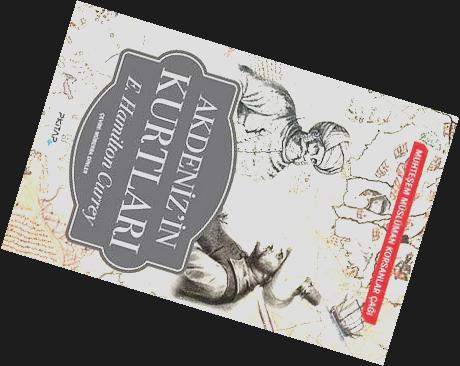 MUHTEŞEM MÜSLÜMAN KORSANLAR ÇAĞI
AKDENİZ'İN
KURTLARI
E. Hamilton Currey